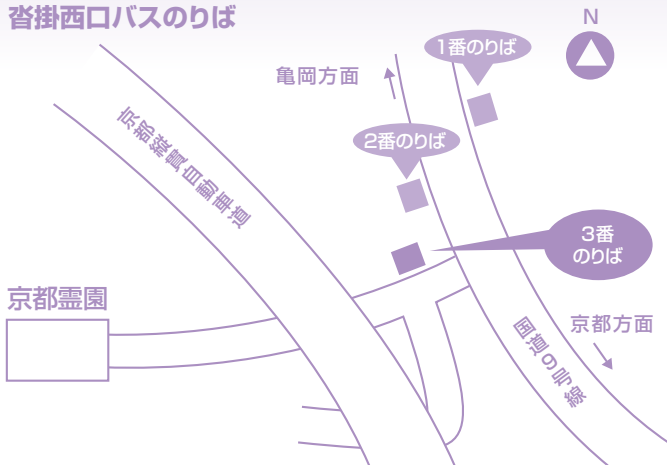 沓掛西口バスのりば
N
1番のりば
亀岡方面
2番のりば
京都縦貫自動車道
3番
のりば
京都霊園
京都方面
国道9号線